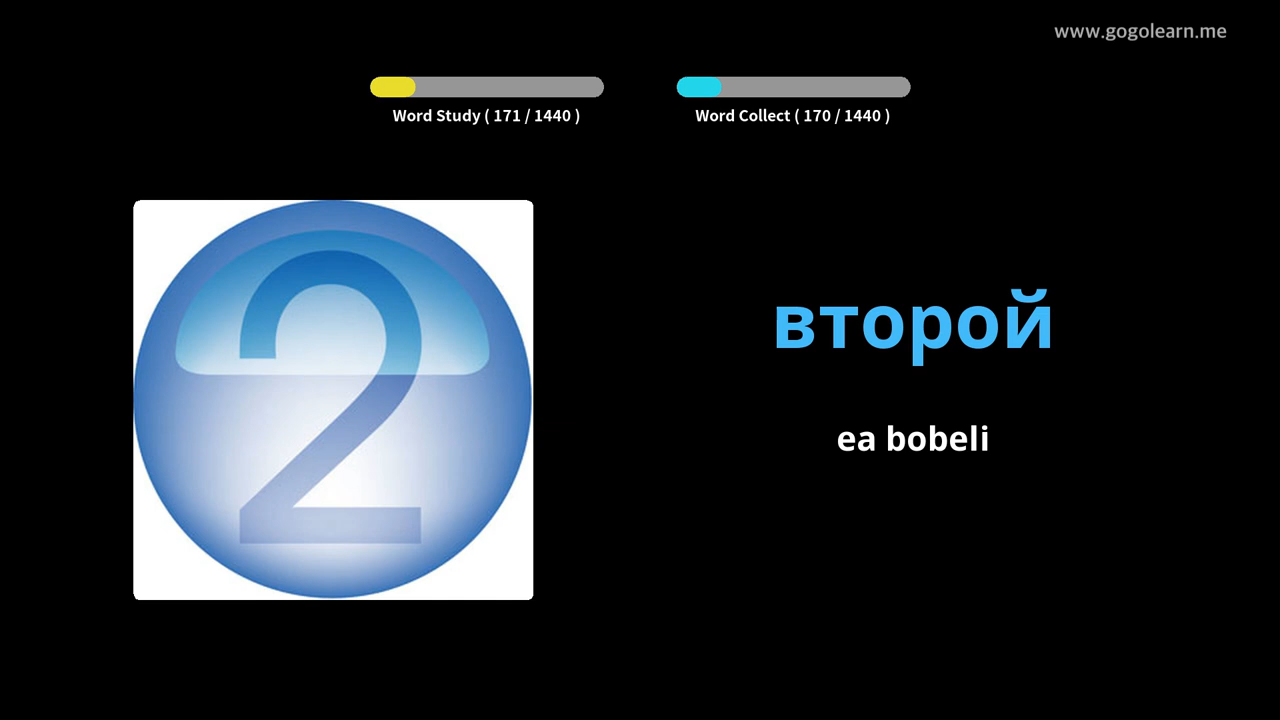 www.gogolearn.me
Word Study ( 171 / 1440 )
Word Collect ( 170 / 1440 )
2
второй
ea bobeli